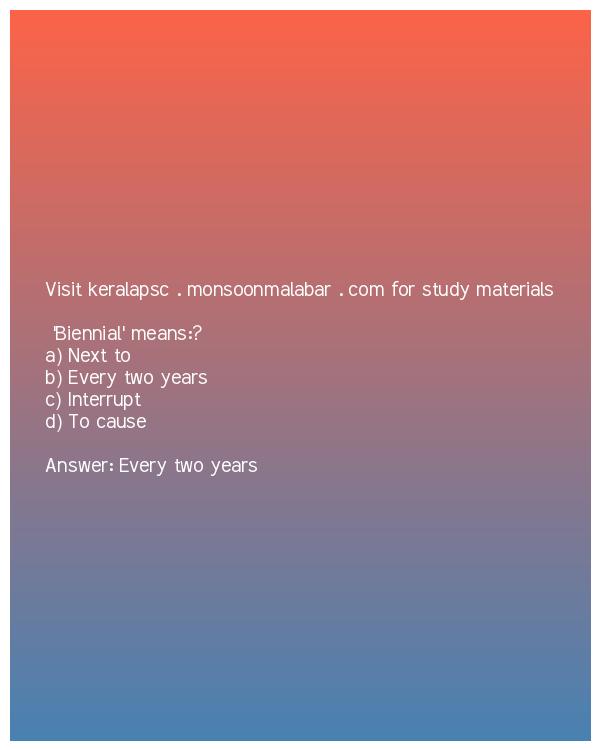 Visit keralapsc . monsoonmalabar . com for study materials
'Biennial' means:?
a) Next to
b) Every two years
c) Interrupt
d) To cause
Answer: Every two years